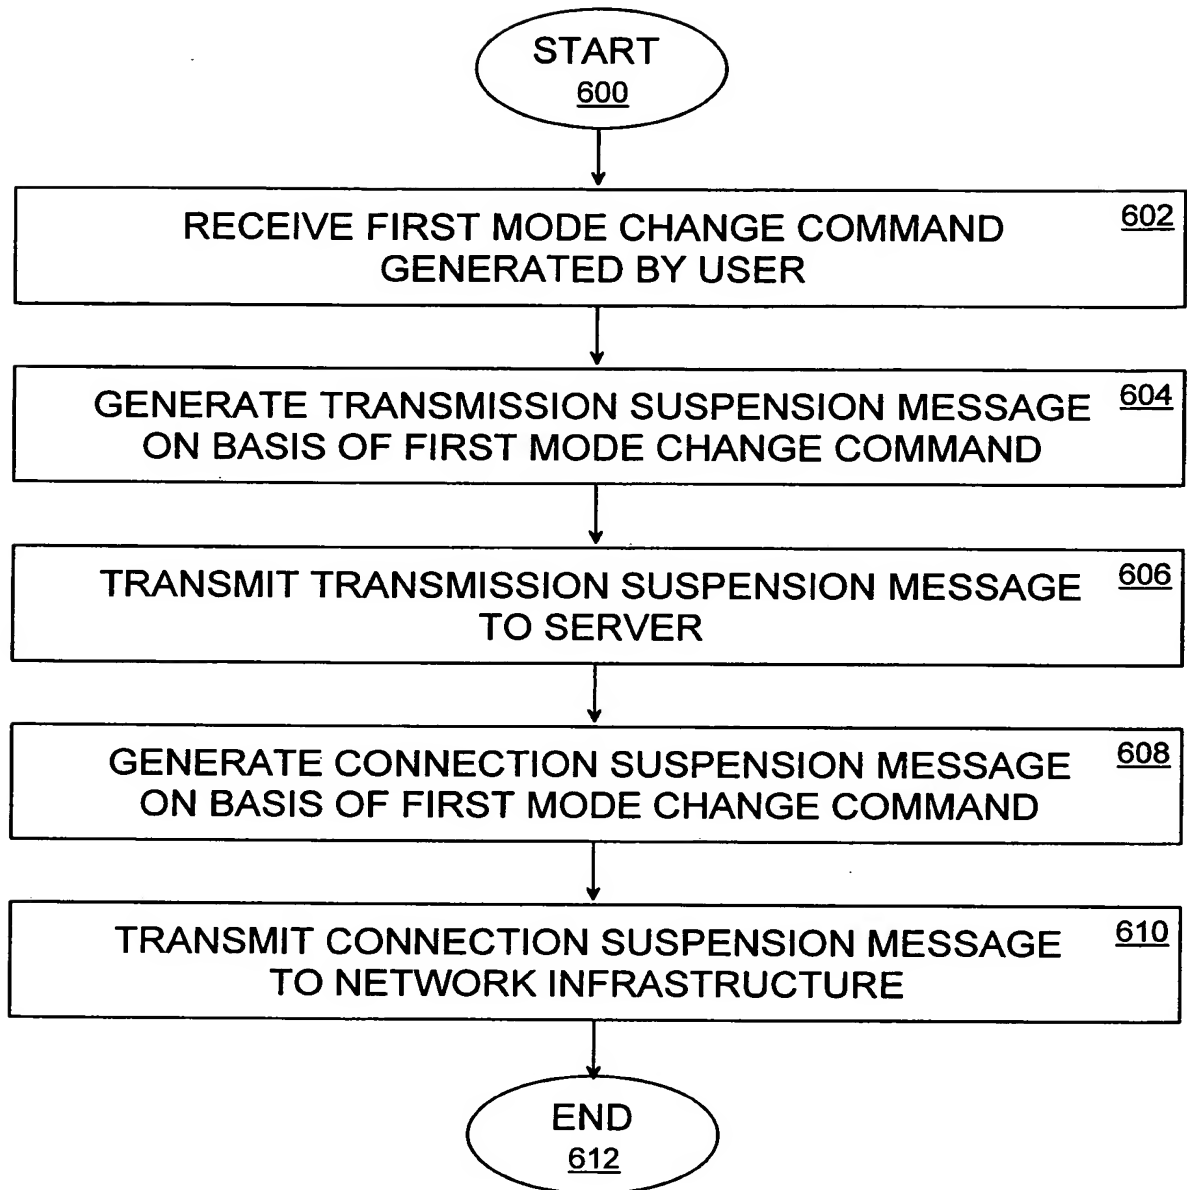 START
600
RECEIVE FIRST MODE CHANGE COMMAND
GENERATED BY USER
602
GENERATE TRANSMISSION SUSPENSION MESSAGE
ON BASIS OF FIRST MODE CHANGE COMMAND
604
TRANSMIT TRANSMISSION SUSPENSION MESSAGE
TO SERVER
606
GENERATE CONNECTION SUSPENSION MESSAGE
ON BASIS OF FIRST MODE CHANGE COMMAND
608
TRANSMIT CONNECTION SUSPENSION MESSAGE
TO NETWORK INFRASTRUCTURE
610
END
612